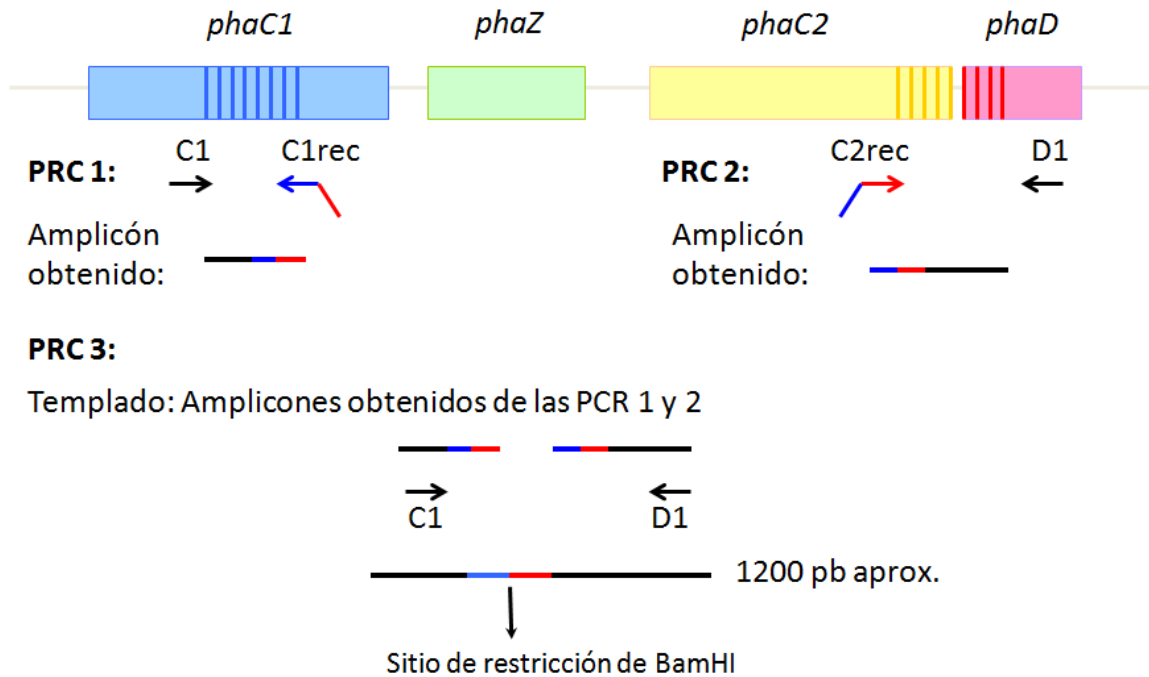 phaC1 phaZ phaC2 phaD
C1 C1rec C2rec D1
PRC 1: PRC 2:
Amplicón Amplicón
obtenido: obtenido:
PRC 3:
Templado: Amplicones obtenidos de las PCR 1 y 2
C1 D1
1200 pb aprox.
Sitio de restricción de BamHI